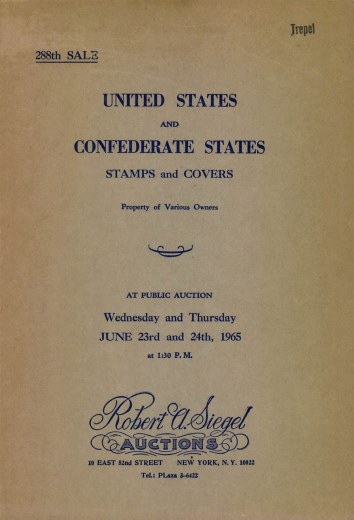 Trepel
288th SALE
UNITED STATES
AND
CONFEDERATE STATES
STAMPS and COVERS
Property of Various Owners
AT PUBLIC AUCTION
Wednesday and Thursday
JUNE 23rd and 24th, 1965
at 1:30 P. M.
Robert A. Siegel
AUCTIONS
10 EAST 52nd STREET NEW YORK, N. Y. 10022
Tel.: PLaza 3-6422